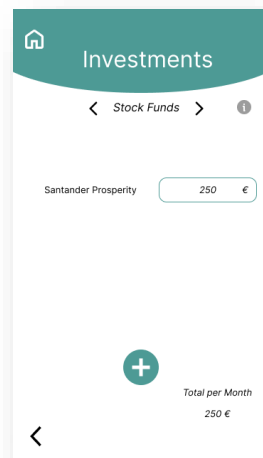 Investments
Stock Funds
Santander Prosperity 250 €
Total per Month
250 €